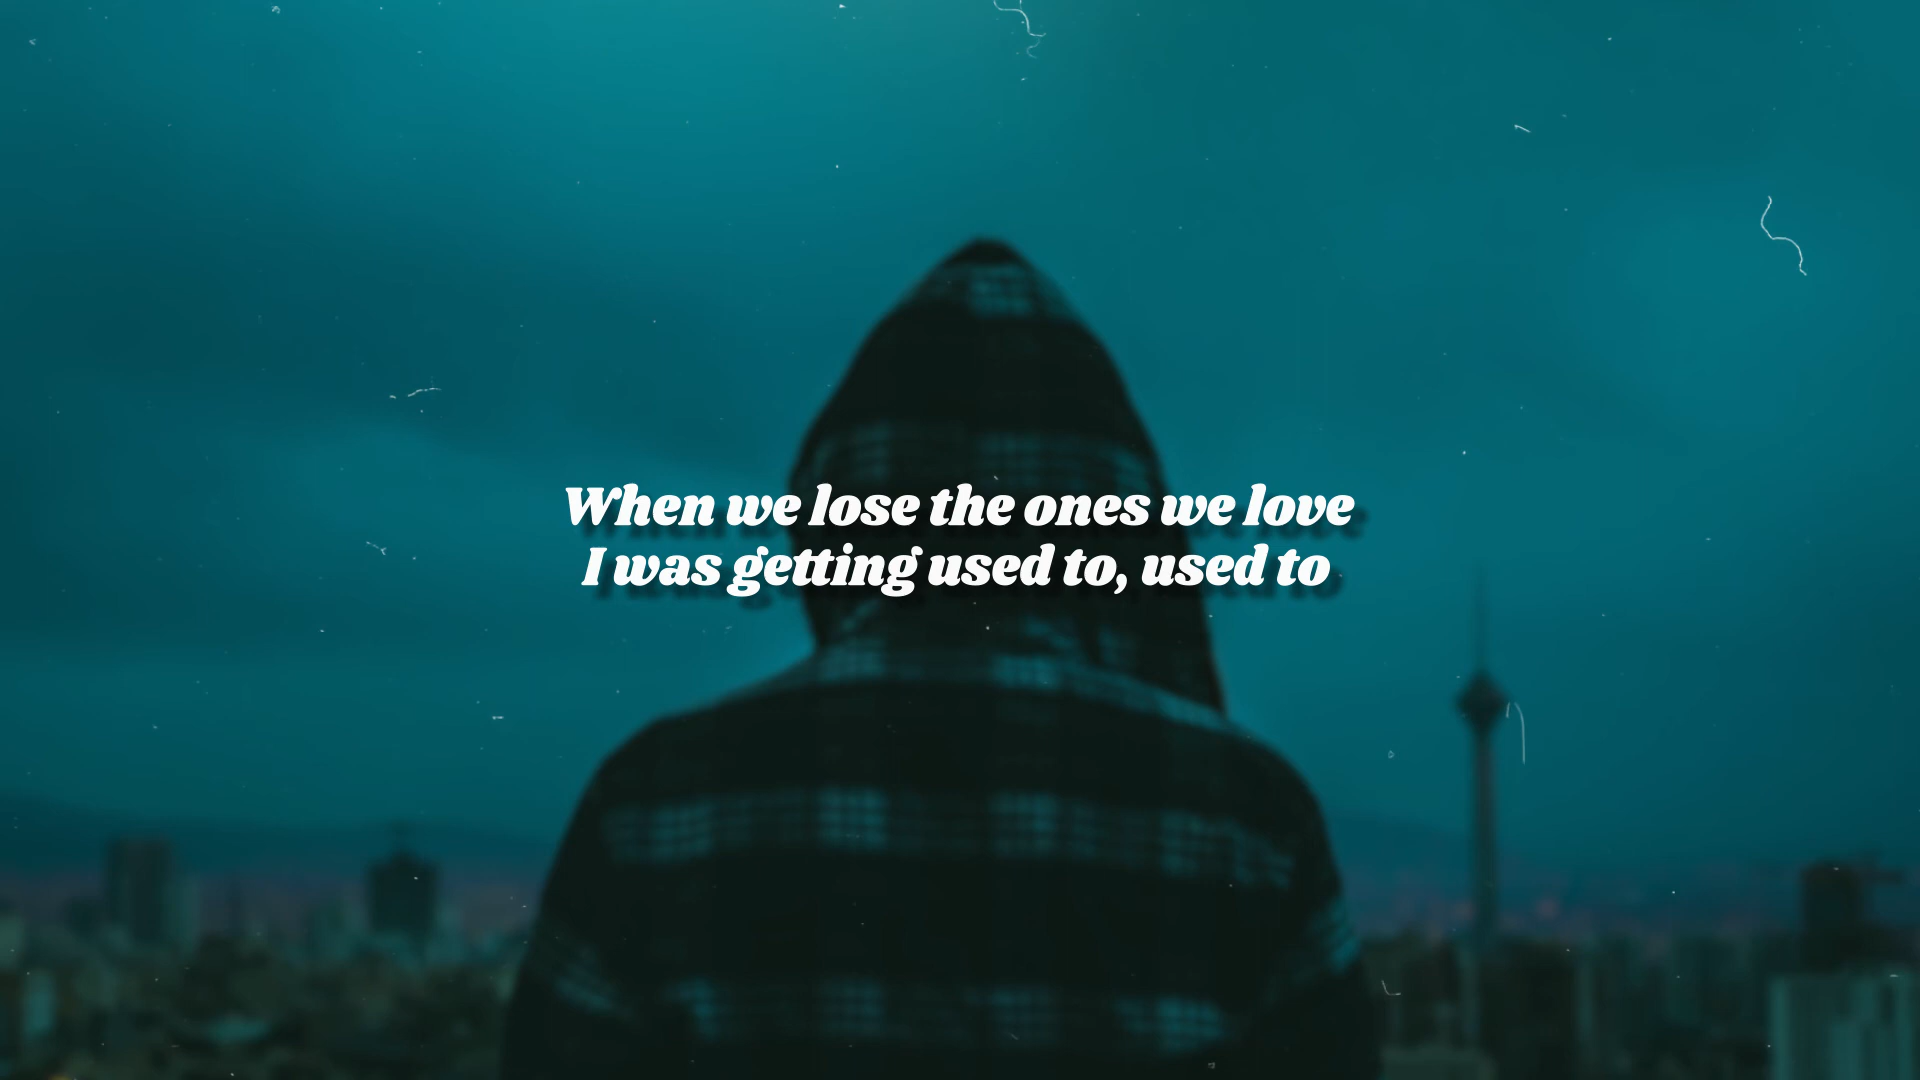 When we lose the ones we love
I was getting used to, used to